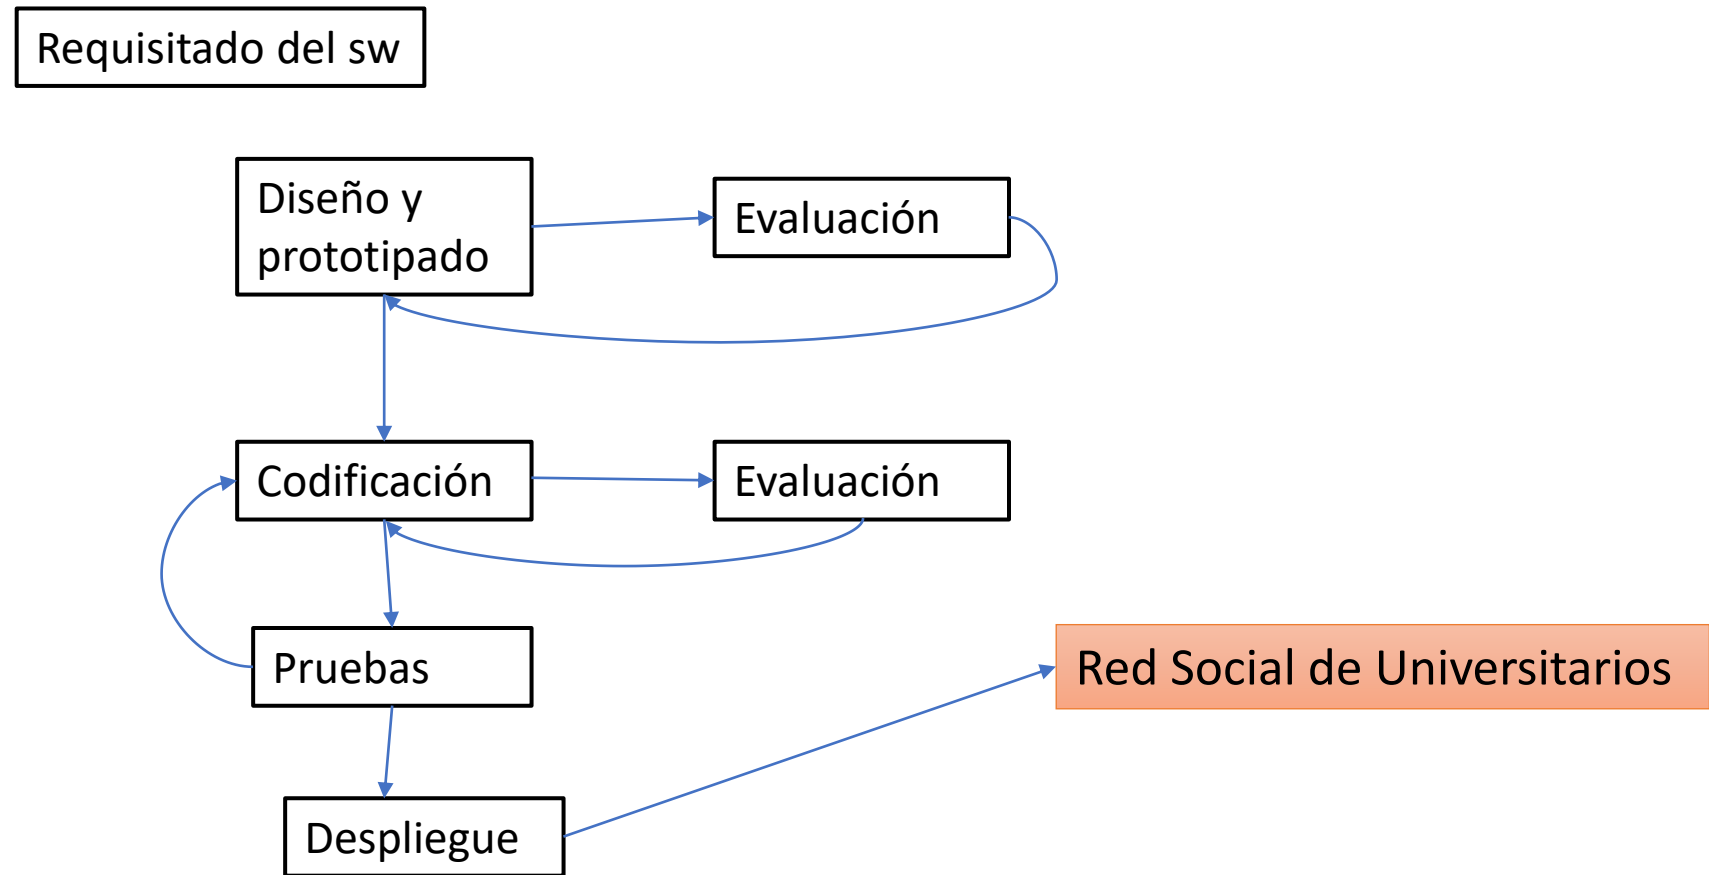 Requisitado del sw
Diseño y
prototipado
Evaluación
Codificación
Evaluación
Pruebas
Red Social de Universitarios
Despliegue